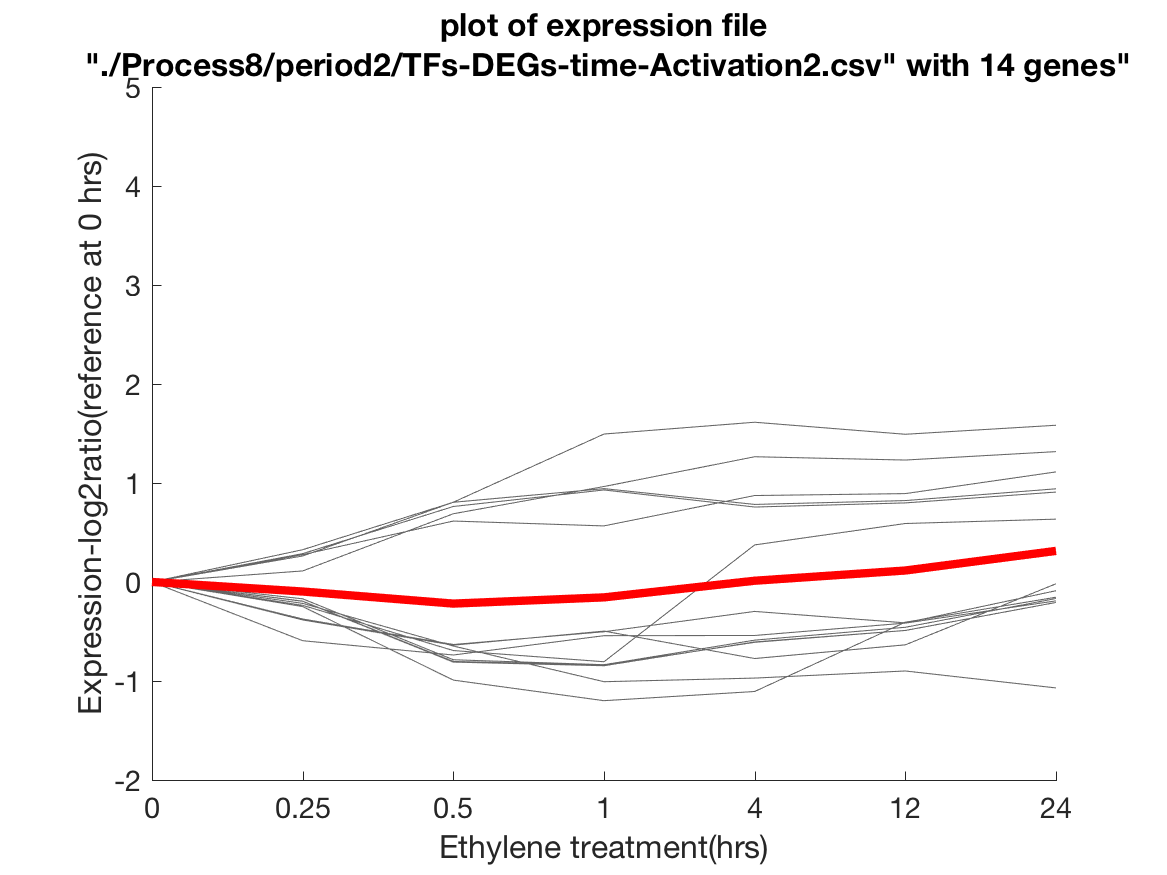 plot of expression file
"./Process8/period2/TFs-DEGs-time-Activation2.csv" with 14 genes"
Expression-log2ratio(reference at 0 hrs)
5
4
3
2
1
0
-1
-2
0 0.25 0.5 1 4 12 24
Ethylene treatment(hrs)